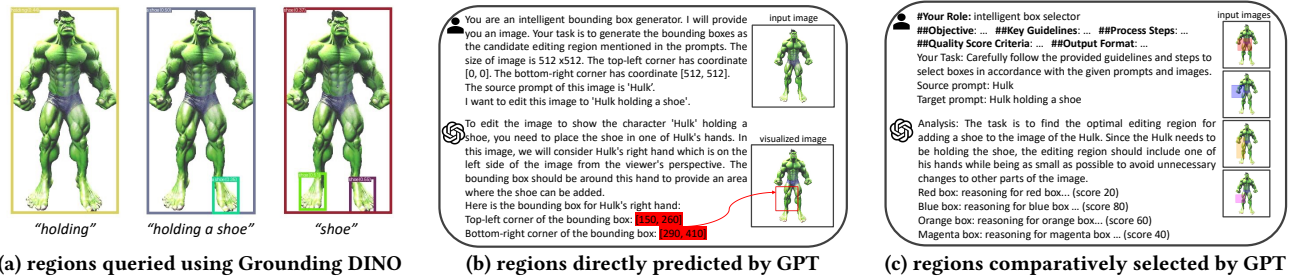 "holding"
"holding a shoe"
"shoe"
(a) regions queried using Grounding DINO
You are an intelligent bounding box generator. I will provide
you an image. Your task is to generate the bounding boxes as
the candidate editing region mentioned in the prompts. The
size of image is 512 x512. The top-left corner has coordinate
[0, 0]. The bottom-right corner has coordinate [512, 512].
The source prompt of this image is 'Hulk'.
I want to edit this image to 'Hulk holding a shoe'.
input image
To edit the image to show the character 'Hulk' holding a
shoe, you need to place the shoe in one of Hulk's hands. In
this image, we will consider Hulk's right hand which is on the
left side of the image from the viewer's perspective. The
bounding box should be around this hand to provide an area
where the shoe can be added.
Here is the bounding box for Hulk's right hand:
Top-left corner of the bounding box: [150, 260]
Bottom-right corner of the bounding box: [290, 410]
visualized image
(b) regions directly predicted by GPT
#Your Role: intelligent box selector
##Objective: ... ##Key Guidelines: ... ##Process Steps: ...
##Quality Score Criteria: ... ##Output Format: ...
Your Task: Carefully follow the provided guidelines and steps to
select boxes in accordance with the given prompts and images.
Source prompt: Hulk
Target prompt: Hulk holding a shoe
input images
Analysis: The task is to find the optimal editing region for
adding a shoe to the image of the Hulk. Since the Hulk needs to
be holding the shoe, the editing region should include one of
his hands while being as small as possible to avoid unnecessary
changes to other parts of the image.
Red box: reasoning for red box... (score 20)
Blue box: reasoning for blue box ... (score 80)
Orange box: reasoning for orange box... (score 60)
Magenta box: reasoning for magenta box ... (score 40)
(c) regions comparatively selected by GPT